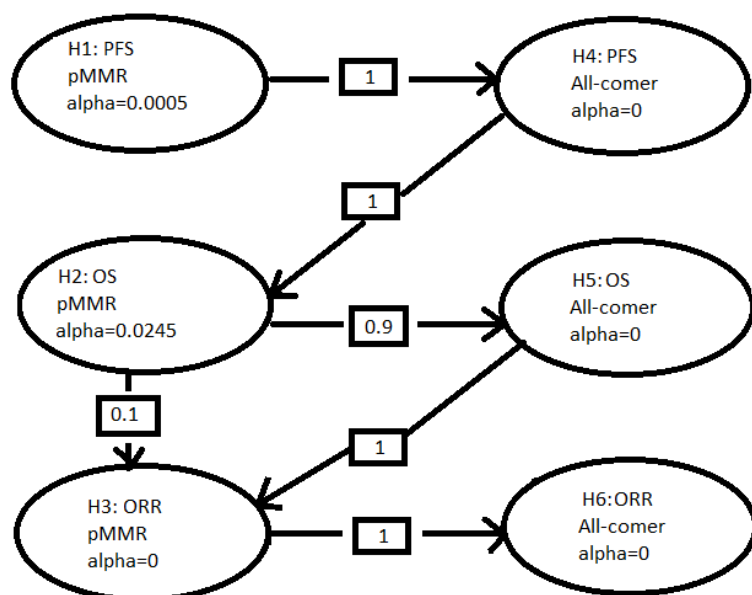 H1: PFS
pMMR
alpha=0.0005
1
H4: PFS
All-comer
alpha=0
1
H2: OS
pMMR
alpha=0.0245
0.9
H5: OS
All-comer
alpha=0
0.1
1
H3: ORR
pMMR
alpha=0
1
H6:ORR
All-comer
alpha=0